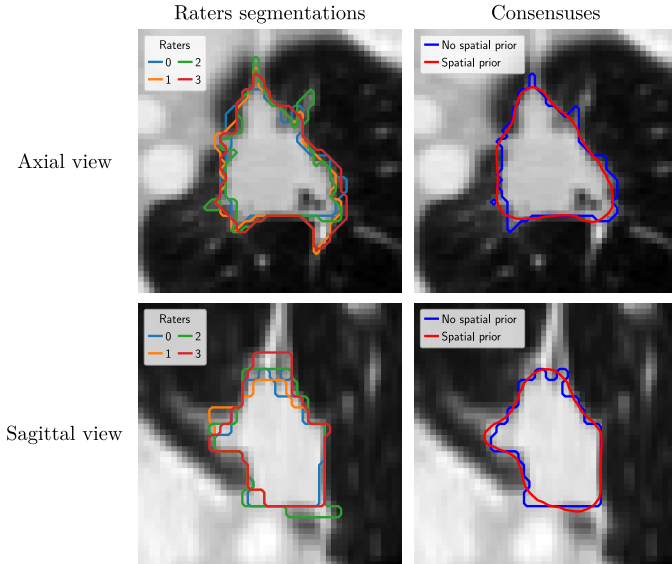 Raters segmentations
Consensuses
Raters
0 2
1 3
No spatial prior
Spatial prior
Axial view
Raters
0 2
1 3
No spatial prior
Spatial prior
Sagittal view